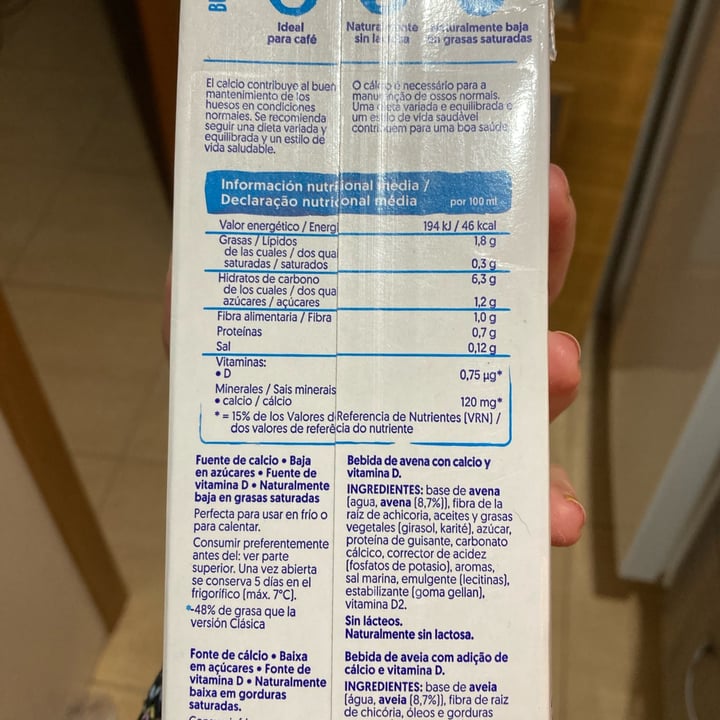 Ideal
para café
Naturalmente
sin lactosa
Naturalmente baja
en grasas saturadas
El calcio contribuye al buen
mantenimiento de los
huesos en condiciones
normales. Se recomienda
seguir una dieta variada y
equilibrada y un estilo de
vida saludable.
O cálcio é necessário para a
manutenção de ossos normais.
Uma dieta variada e equilibrada e
um estilo de vida saudável
contribuem para uma boa saúde
Información nutricional média /
Declaração nutricional média por 100 ml
Valor energético / Energi 194 kJ / 46 kcal
Grasas / Lípidos 1,8 g
de las cuales / dos quai
saturadas / saturados 0,3 g
Hidratos de carbono 6,3 g
de los cuales / dos qua
azúcares / açúcares 1,2 g
Fibra alimentaria / Fibra 1,0 g
Proteínas 0,7 g
Sal 0,12 g
Vitaminas:
• D 0,75 µg*
Minerales / Sais minerais
• calcio / cálcio 120 mg*
* = 15% de los Valores d Referencia de Nutrientes (VRN) /
dos valores de referêcia do nutriente
Fuente de calcio • Baja
en azúcares • Fuente de
vitamina D • Naturalmente
baja en grasas saturadas
Perfecta para usar en frío o
para calentar.
Consumir preferentemente
antes del: ver parte
superior. Una vez abierta
se conserva 5 días en el
frigorífico (máx. 7°C).
*-48% de grasa que la
versión Clásica
Bebida de avena con calcio y
vitamina D.
INGREDIENTES: base de avena
(agua, avena (8,7%)), fibra de la
raíz de achicoria, aceites y grasas
vegetales (girasol, karité), azúcar,
proteína de guisante, carbonato
cálcico, corrector de acidez
(fosfatos de potasio), aromas,
sal marina, emulgente (lecitinas),
estabilizante (goma gellan),
vitamina D2.
Sin lácteos.
Naturalmente sin lactosa.
Fonte de cálcio • Baixa
em açúcares • Fonte de
vitamina D • Naturalmente
baixa em gorduras
saturadas.
Bebida de aveia com adição de
cálcio e vitamina D.
INGREDIENTES: base de aveia
(água, aveia (8,7%)), fibra de raiz
de chicória, óleos e gorduras